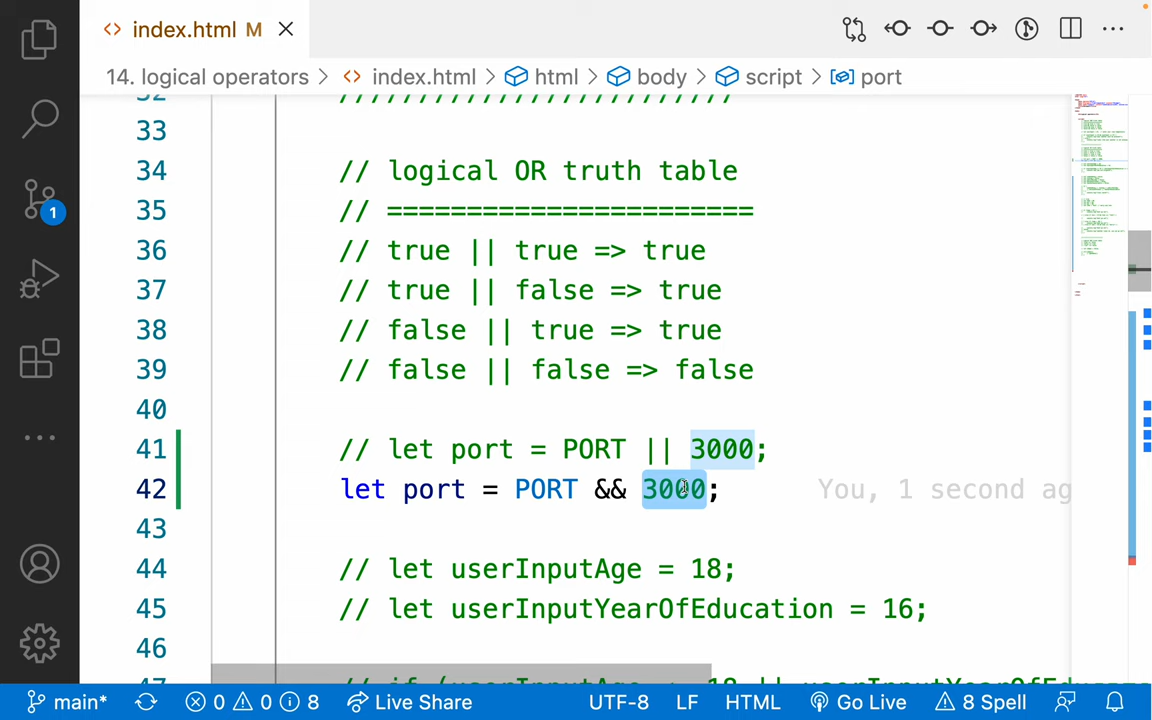 index.html M
14. logical operators > index.html > html > body > script > port
32 /////////////////////////
33
34 // logical OR truth table
35 // =======================
36 // true || true => true
37 // true || false => true
38 // false || true => true
39 // false || false => false
40
41 // let port = PORT || 3000;
42 let port = PORT && 3000; You, 1 second ag
43
44 // let userInputAge = 18;
45 // let userInputYearOfEducation = 16;
46
1
main* 0 0 8 Live Share UTF-8 LF HTML Go Live 8 Spell